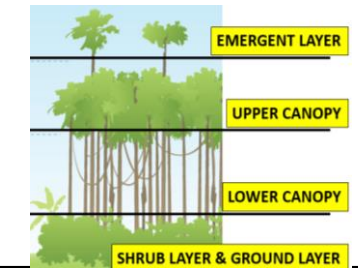 EMERGENT LAYER
UPPER CANOPY
LOWER CANOPY
SHRUB LAYER & GROUND LAYER